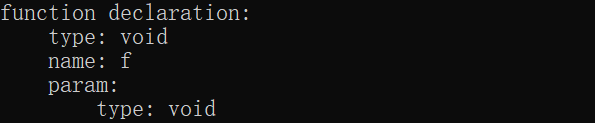 function declaration:
    type: void
    name: f
    param:
        type: void